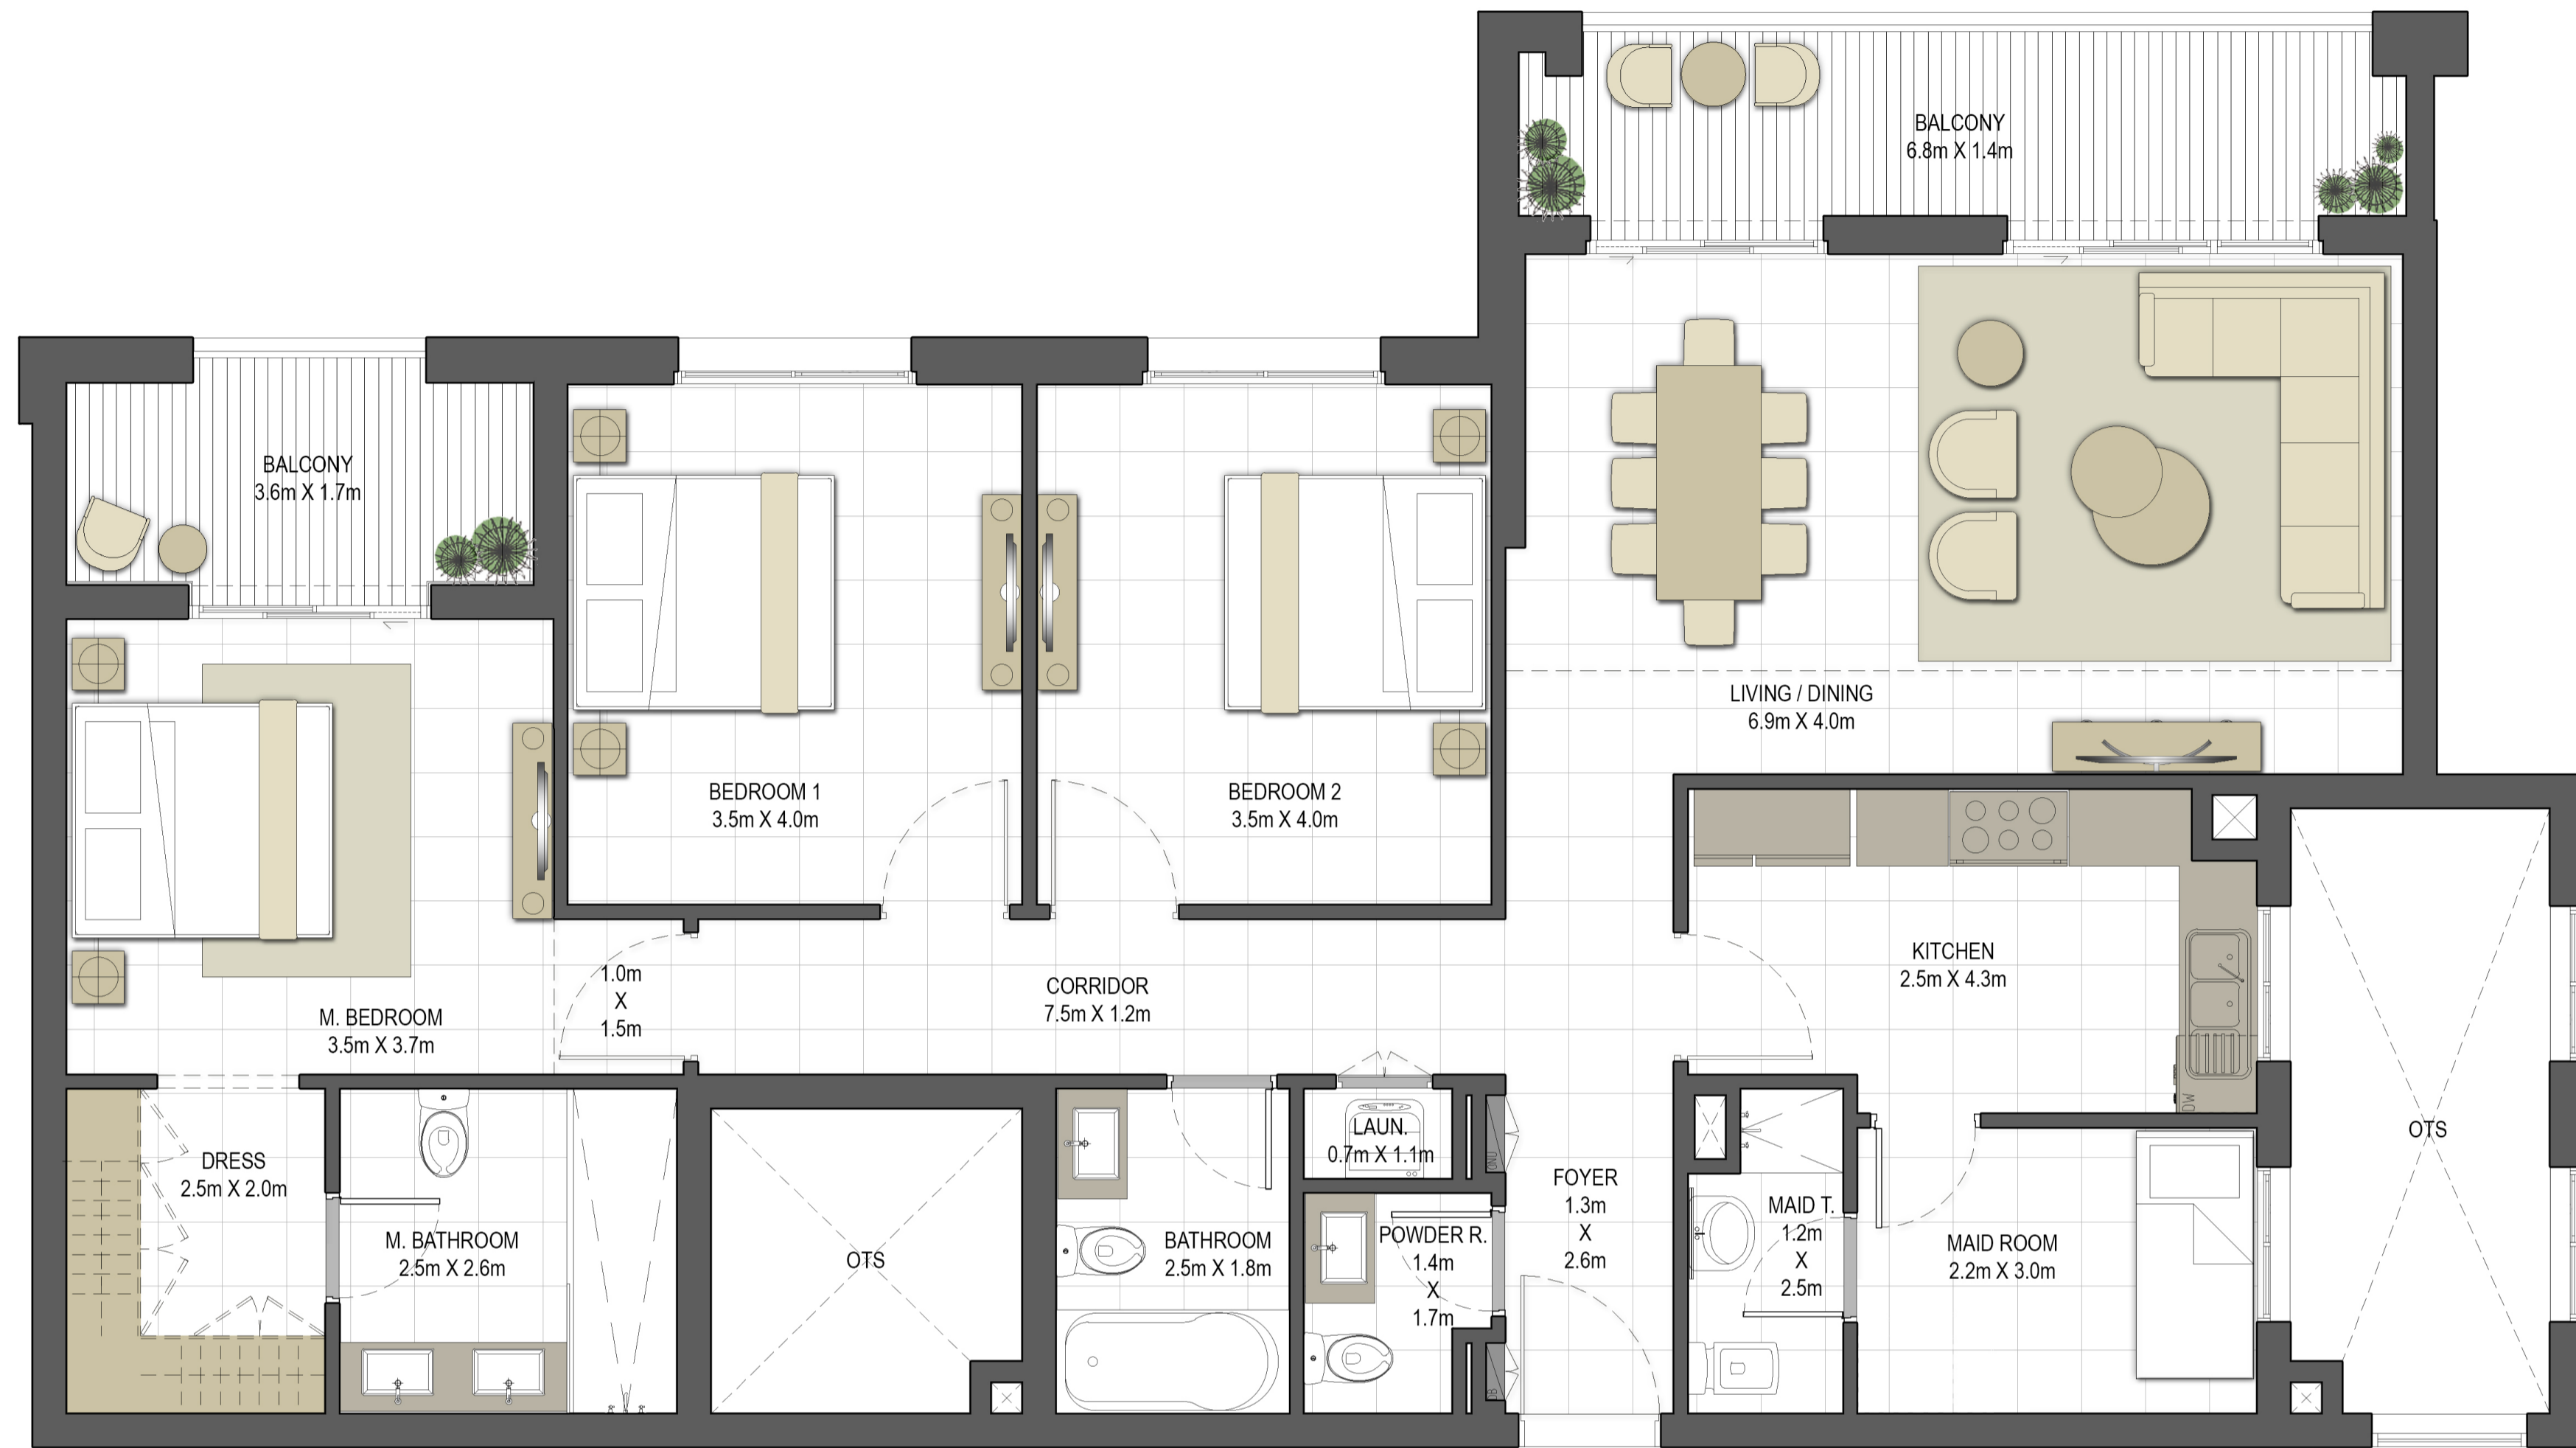 BALCONY
6.8m X 1.4m
BALCONY
3.6m X 1.7m
LIVING / DINING
6.9m X 4.0m
BEDROOM 1
3.5m X 4.0m
BEDROOM 2
3.5m X 4.0m
M. BEDROOM
3.5m X 3.7m
1.0m
X
1.5m
CORRIDOR
7.5m X 1.2m
KITCHEN
2.5m X 4.3m
DW
DRESS
2.5m X 2.0m
M. BATHROOM
2.5m X 2.6m
OTS
BATHROOM
2.5m X 1.8m
LAUN.
0.7m X 1.1m
POWDER R.
1.4m
X
1.7m
FOYER
1.3m
X
2.6m
MAID T.
1.2m
X
2.5m
MAID ROOM
2.2m X 3.0m
OTS
ONU
DB